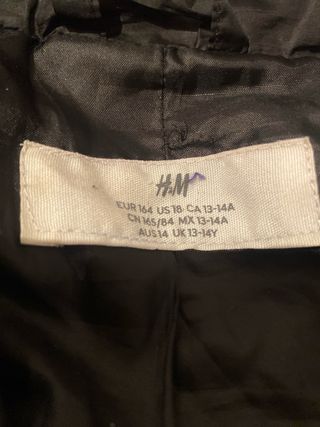 H&M
EUR 164 US 18 CA 13-14A
CN 165/84 MX 13-14A
AUS 14 UK 13-14Y